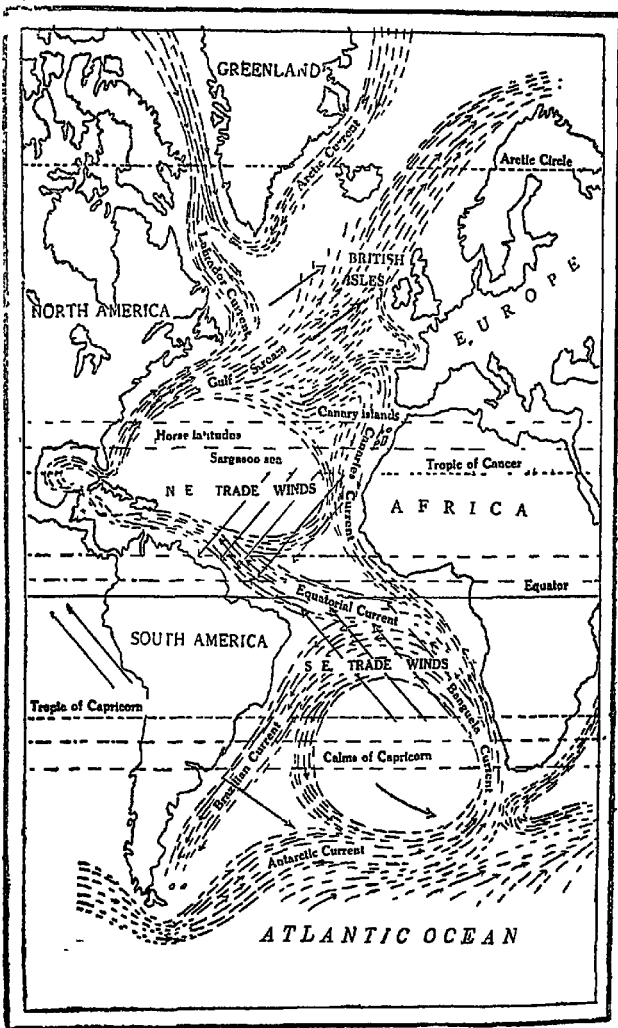 GREENLAND
Arctic Current
Arctic Circle
Labrador Current
BRITISH
ISLES
NORTH AMERICA
EUROPE
Gulf Stream
Canary Islands
Horse latitudes
Sargasso sea
Canaries Current
Tropic of Cancer
N E TRADE WINDS
AFRICA
Equator
Equatorial Current
SOUTH AMERICA
S E. TRADE WINDS
Tropic of Capricorn
Benguela Current
Calms of Capricorn
Brazilian Current
Antarctic Current
ATLANTIC OCEAN